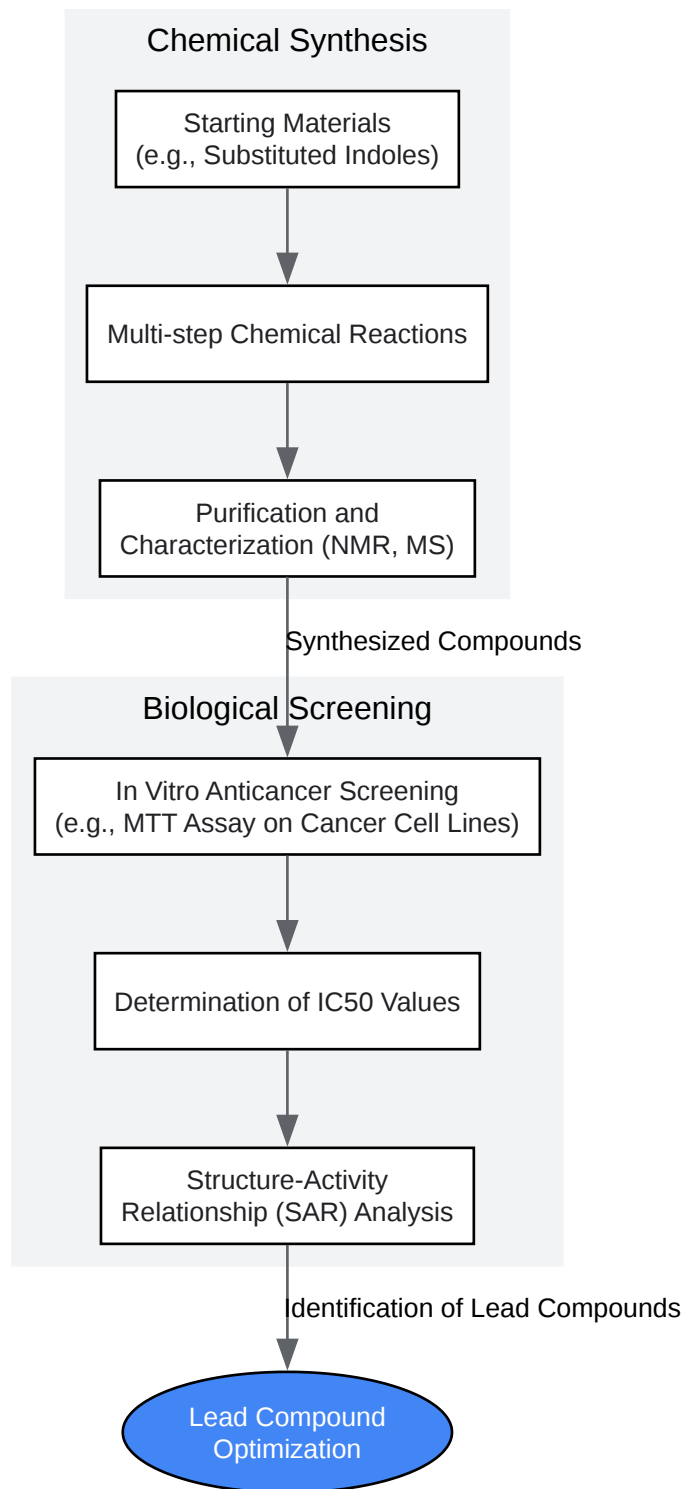 Chemical Synthesis
Starting Materials
(e.g., Substituted Indoles)
Multi-step Chemical Reactions
Purification and
Characterization (NMR, MS)
Synthesized Compounds
Biological Screening
In Vitro Anticancer Screening
(e.g., MTT Assay on Cancer Cell Lines)
Determination of IC50 Values
Structure-Activity
Relationship (SAR) Analysis
Identification of Lead Compounds
Lead Compound
Optimization